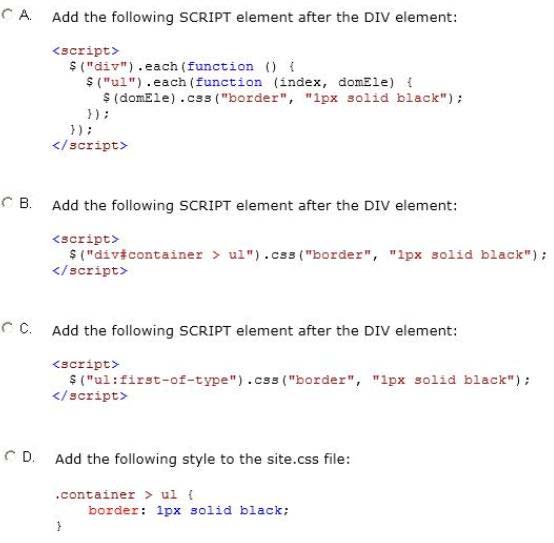 A. Add the following SCRIPT element after the DIV element:
<script>
$("div").each(function () {
$("ul").each(function (index, domEle) {
$(domEle).css("border", "1px solid black");
});
});
</script>
B. Add the following SCRIPT element after the DIV element:
<script>
$("div#container > ul").css("border", "1px solid black");
</script>
C. Add the following SCRIPT element after the DIV element:
<script>
$("ul:first-of-type").css("border", "1px solid black");
</script>
D. Add the following style to the site.css file:
.container > ul {
border: 1px solid black;
}